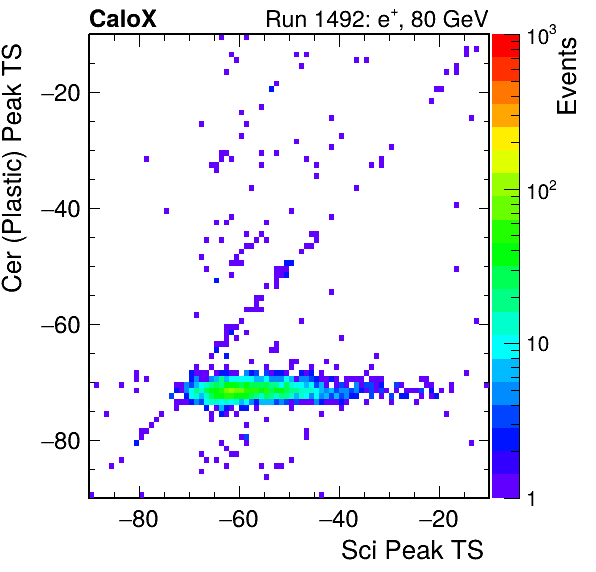 CaloX Run 1492: e⁺, 80 GeV
Cer (Plastic) Peak TS
−20
−40
−60
−80
−80 −60 −40 −20
Sci Peak TS
Events
10³
10²
10
1